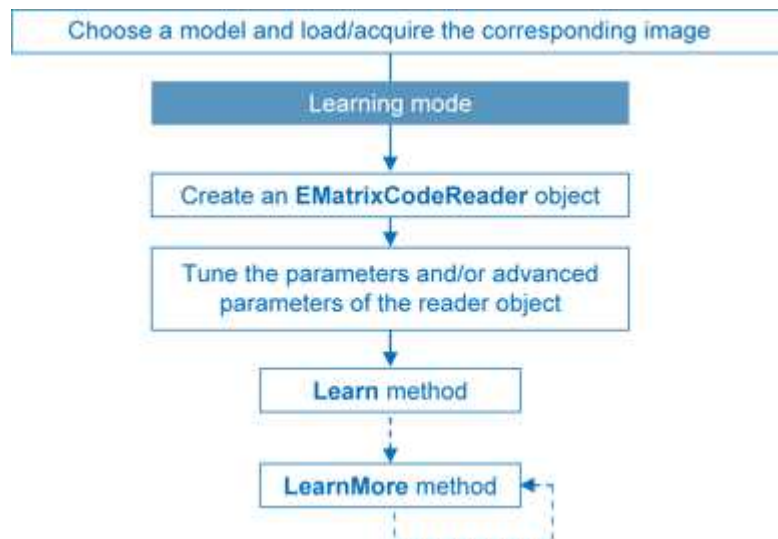 Choose a model and load/acquire the corresponding image
Learning mode
Create an EMatrixCodeReader object
Tune the parameters and/or advanced
parameters of the reader object
Learn method
LearnMore method